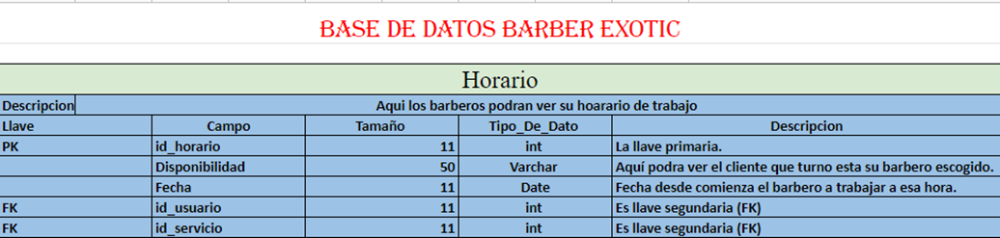 BASE DE DATOS BARBER EXOTIC
Horario
Descripcion Aqui los barberos podran ver su hoarario de trabajo
Llave Campo Tamaño Tipo_De_Dato Descripcion
PK id_horario 11 int La llave primaria.
Disponibilidad 50 Varchar Aquí podra ver el cliente que turno esta su barbero escogido.
Fecha 11 Date Fecha desde comienza el barbero a trabajar a esa hora.
FK id_usuario 11 int Es llave segundaria (FK)
FK id_servicio 11 int Es llave segundaria (FK)